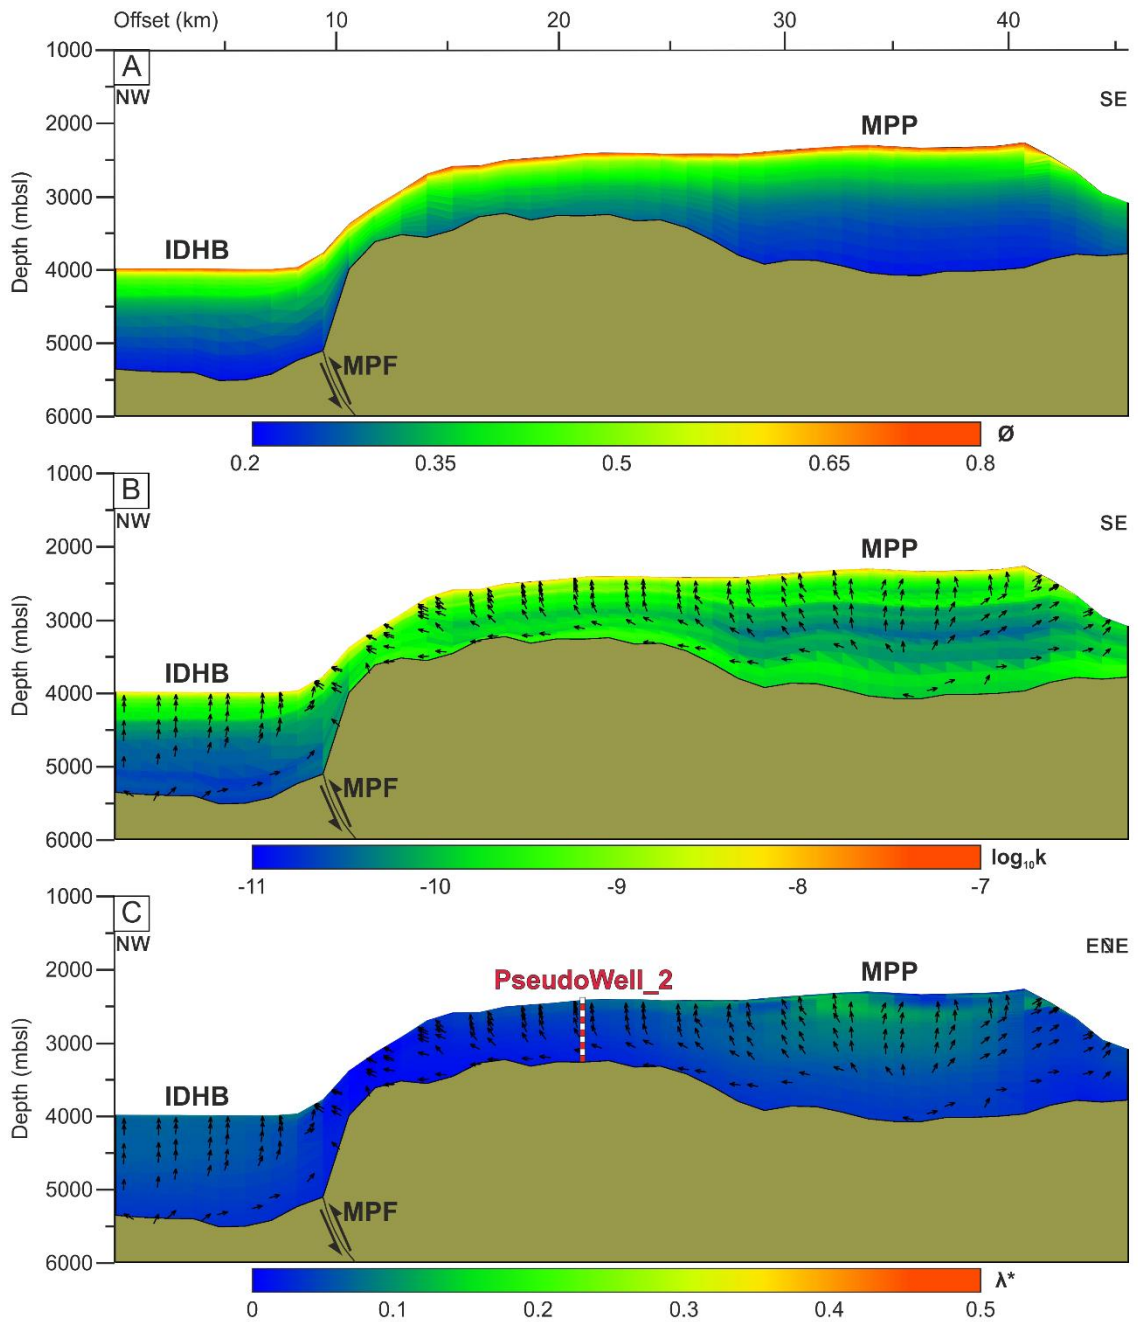 Offset (km) 10 20 30 40
1000
A
NW SE
2000
MPP
3000
Depth (mbsl)
IDHB
4000
5000
MPF
6000
Ø
0.2 0.35 0.5 0.65 0.8
1000
B
NW SE
2000
MPP
3000
Depth (mbsl)
IDHB
4000
5000
MPF
6000
log₁₀k
-11 -10 -9 -8 -7
1000
C
NW
2000
MPP
PseudoWell_2
3000
Depth (mbsl)
IDHB
4000
5000
MPF
6000
λ*
0 0.1 0.2 0.3 0.4 0.5